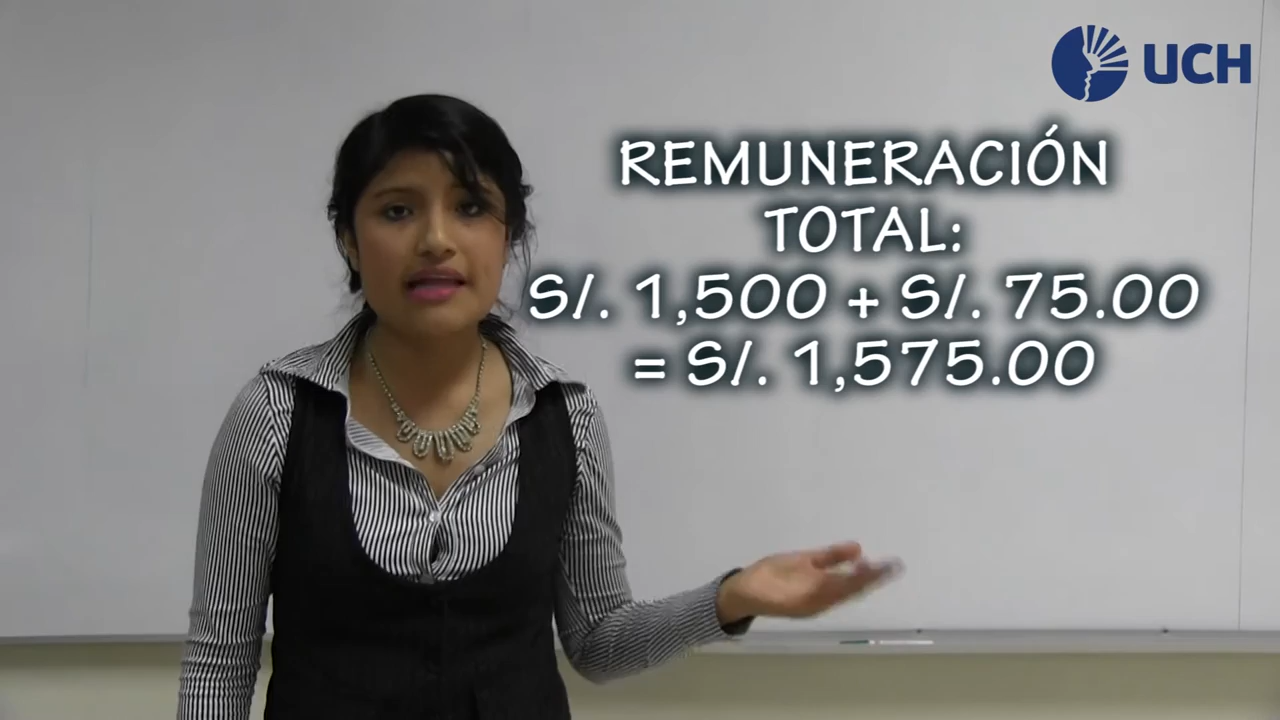 UCH
REMUNERACIÓN
TOTAL:
S/. 1,500 + S/. 75.00
= S/. 1,575.00